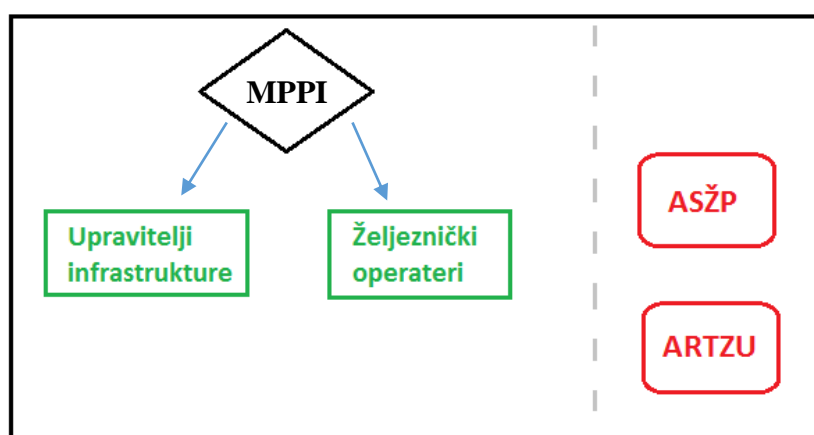 MPPI
Upravitelji
infrastrukture
Željeznički
operateri
ASŽP
ARTZU